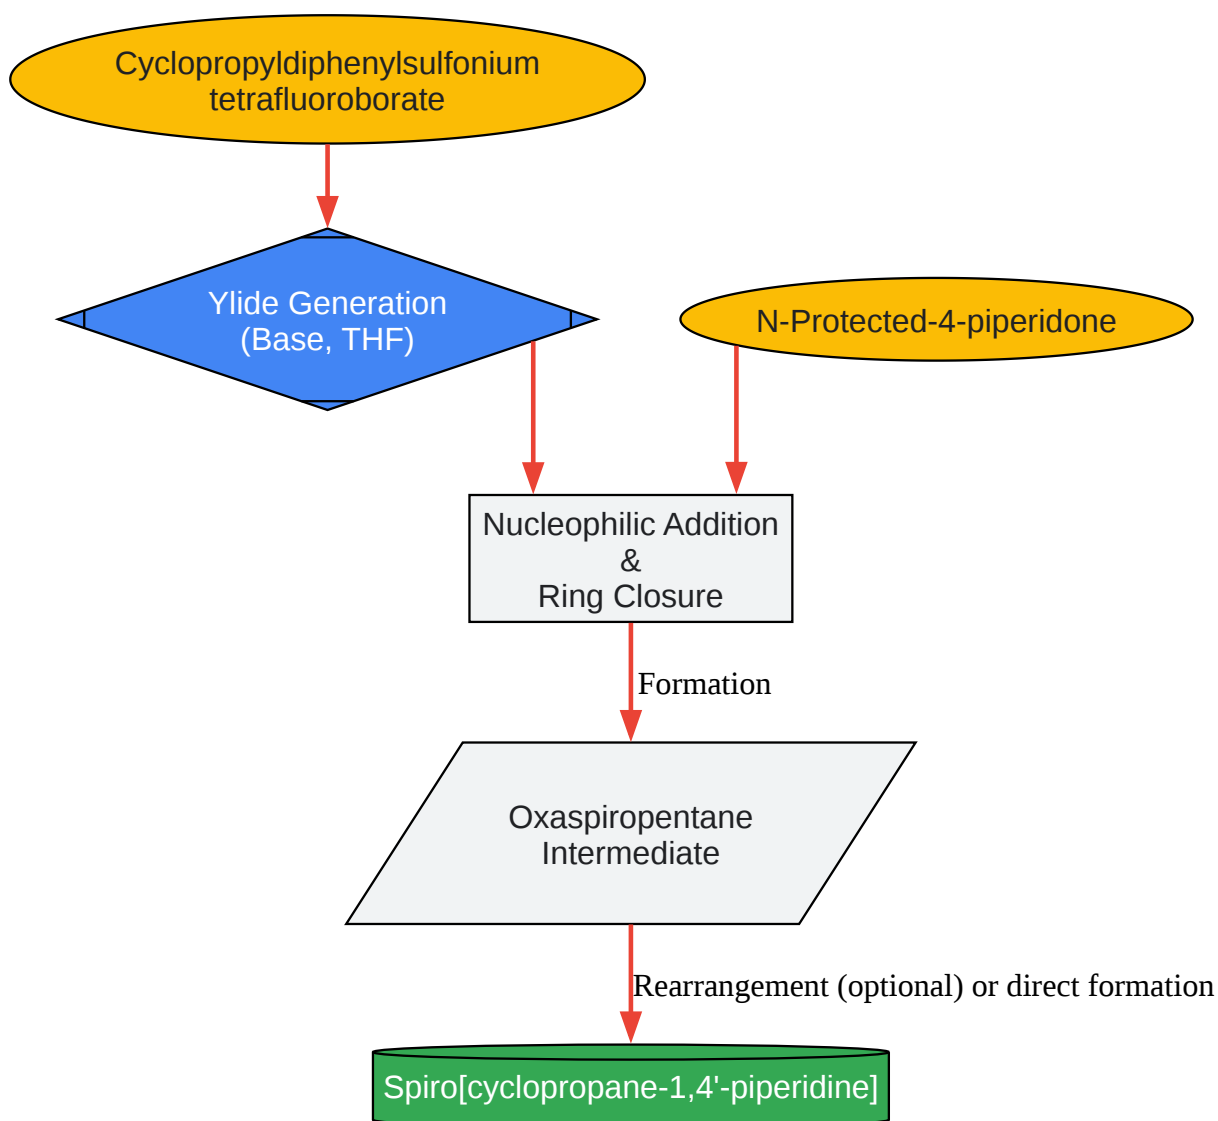 Cyclopropyldiphenylsulfonium
tetrafluoroborate
Ylide Generation
(Base, THF)
N-Protected-4-piperidone
Nucleophilic Addition
&
Ring Closure
Formation
Oxaspiropentane
Intermediate
Rearrangement (optional) or direct formation
Spiro[cyclopropane-1,4'-piperidine]